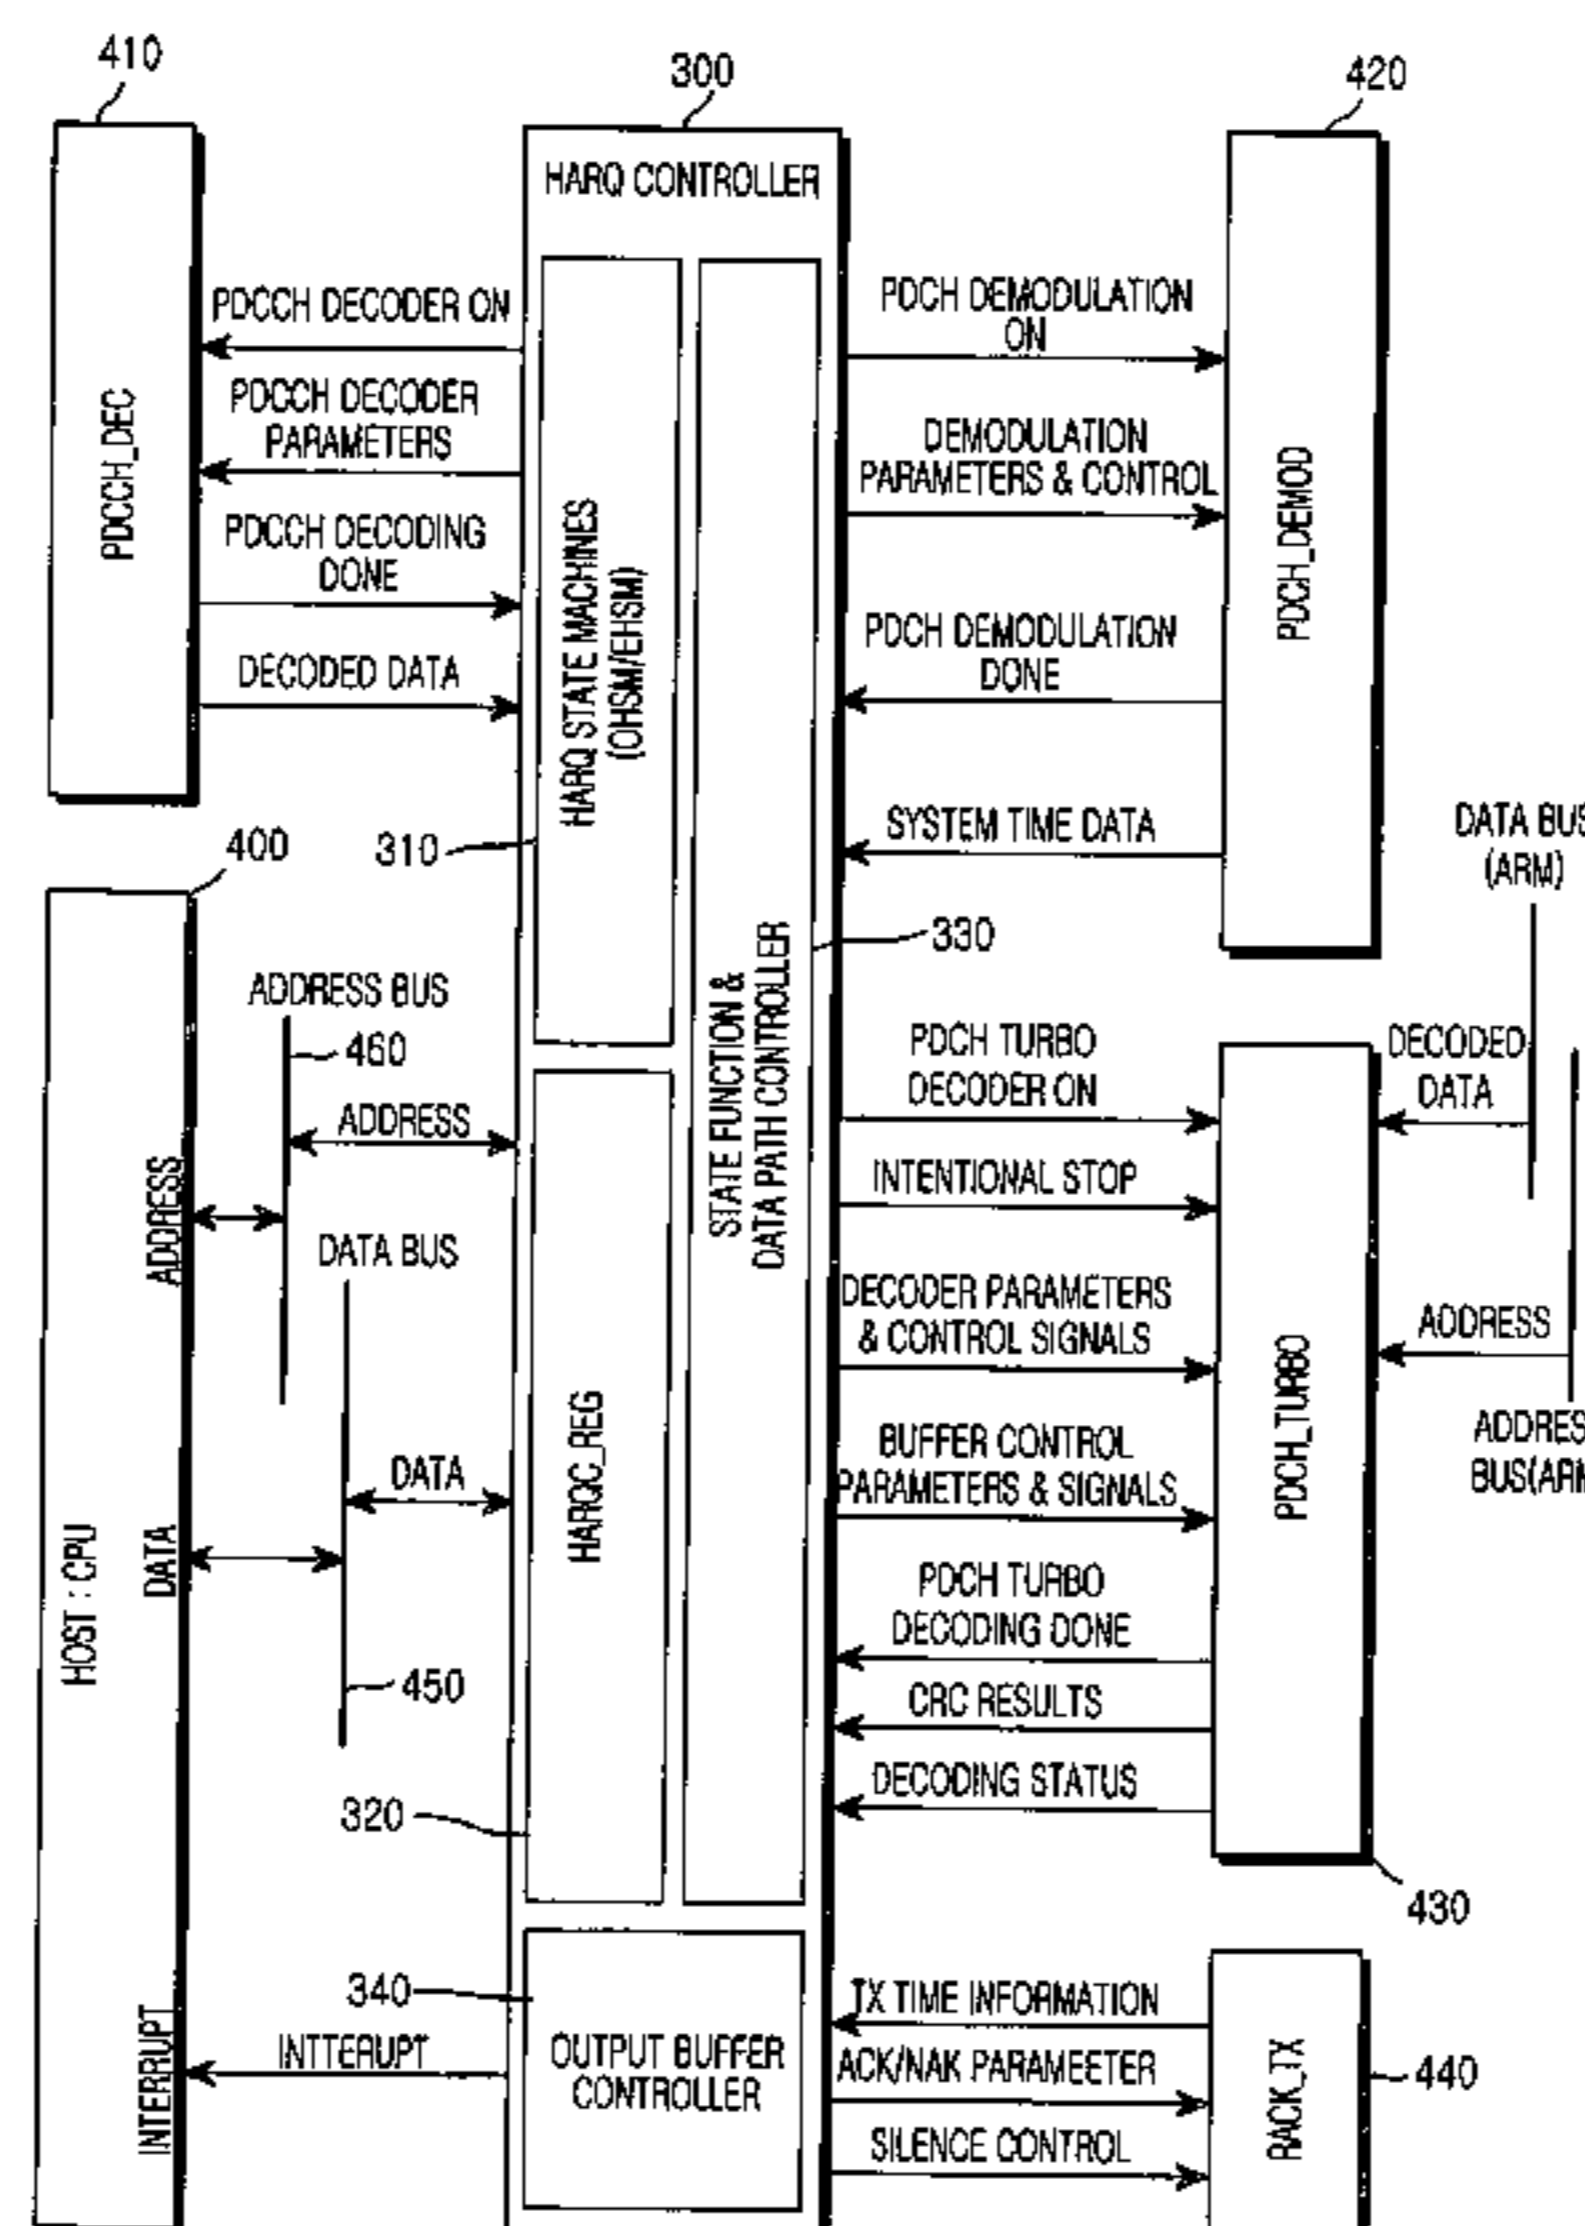 410
300
420
HARQ CONTROLLER
PDCCH DECODER ON
PDCCH DECODER
PARAMETERS
PDCCH DECODING
DONE
DECODED DATA
PDCCH_DEC
HARQ STATE MACHINES
(OHSM/EHSM)
310
PDCH DEMODULATION
ON
DEMODULATION
PARAMETERS & CONTROL
PDCH DEMODULATION
DONE
SYSTEM TIME DATA
PDCH_DEMOD
330
STATE FUNCTION &
DATA PATH CONTROLLER
400
ADDRESS BUS
460
ADDRESS
ADDRESS
DATA BUS
DATA
DATA
HOST : CPU
450
HARQC_REG
320
DATA BUS
(ARM)
PDCH TURBO
DECODER ON
DECODED
DATA
INTENTIONAL STOP
DECODER PARAMETERS
& CONTROL SIGNALS
ADDRESS
PDCH_TURBO
ADDRES
BUS(ARM
BUFFER CONTROL
PARAMETERS & SIGNALS
PDCH TURBO
DECODING DONE
CRC RESULTS
DECODING STATUS
430
340
INTERRUPT
INTTERUPT
OUTPUT BUFFER
CONTROLLER
TX TIME INFORMATION
ACK/NAK PARAMEETER
SILENCE CONTROL
RACK_TX
440